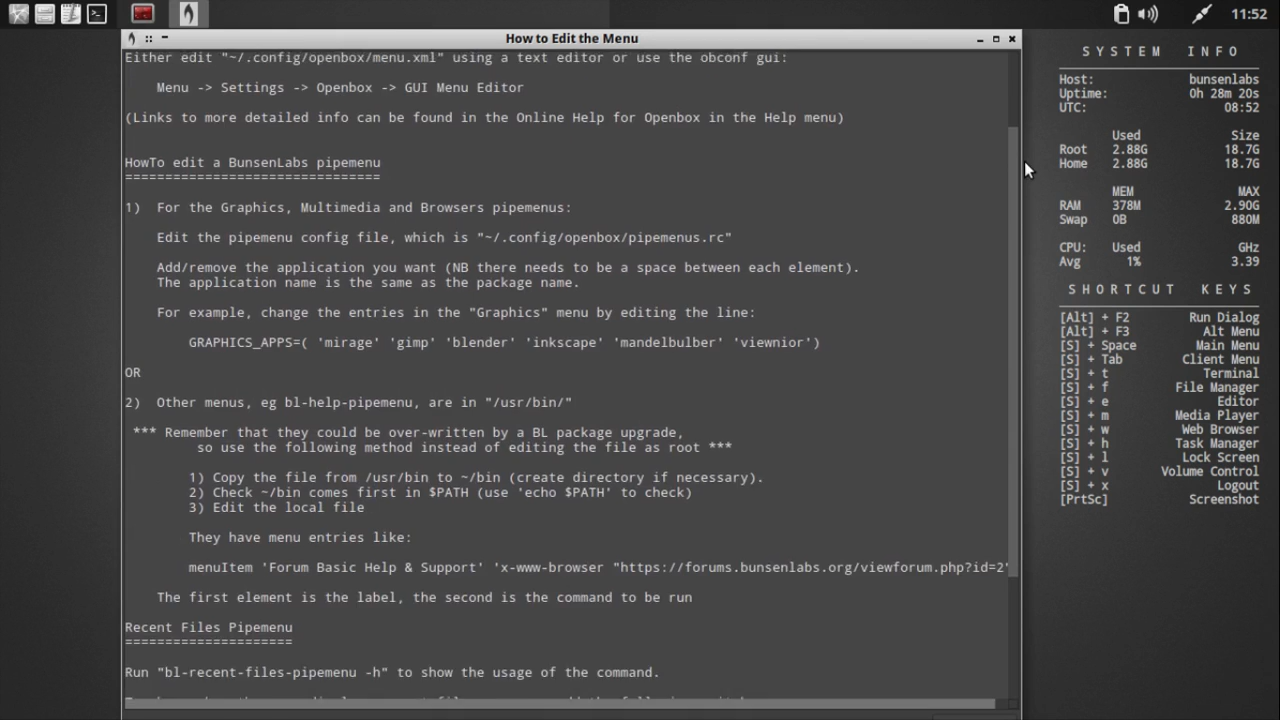 11:52
How to Edit the Menu
Either edit "~/.config/openbox/menu.xml" using a text editor or use the obconf gui:
Menu -> Settings -> Openbox -> GUI Menu Editor
(Links to more detailed info can be found in the Online Help for Openbox in the Help menu)
HowTo edit a BunsenLabs pipemenu
================================
1)  For the Graphics, Multimedia and Browsers pipemenus:
Edit the pipemenu config file, which is "~/.config/openbox/pipemenus.rc"
Add/remove the application you want (NB there needs to be a space between each element).
The application name is the same as the package name.
For example, change the entries in the "Graphics" menu by editing the line:
GRAPHICS_APPS=( 'mirage' 'gimp' 'blender' 'inkscape' 'mandelbulber' 'viewnior')
OR
2)  Other menus, eg bl-help-pipemenu, are in "/usr/bin/"
*** Remember that they could be over-written by a BL package upgrade,
so use the following method instead of editing the file as root ***
1) Copy the file from /usr/bin to ~/bin (create directory if necessary).
2) Check ~/bin comes first in $PATH (use 'echo $PATH' to check)
3) Edit the local file
They have menu entries like:
menuItem 'Forum Basic Help & Support' 'x-www-browser "https://forums.bunsenlabs.org/viewforum.php?id=2"
The first element is the label, the second is the command to be run
Recent Files Pipemenu
=====================
Run "bl-recent-files-pipemenu -h" to show the usage of the command.
SYSTEM INFO
Host: bunsenlabs
Uptime: 0h 28m 20s
UTC: 08:52
Used Size
Root 2.88G 18.7G
Home 2.88G 18.7G
MEM MAX
RAM 378M 2.90G
Swap 0B 880M
CPU: Used GHz
Avg 1% 3.39
SHORTCUT KEYS
[Alt] + F2 Run Dialog
[Alt] + F3 Alt Menu
[S] + Space Main Menu
[S] + Tab Client Menu
[S] + t Terminal
[S] + f File Manager
[S] + e Editor
[S] + m Media Player
[S] + w Web Browser
[S] + h Task Manager
[S] + l Lock Screen
[S] + v Volume Control
[S] + x Logout
[PrtSc] Screenshot